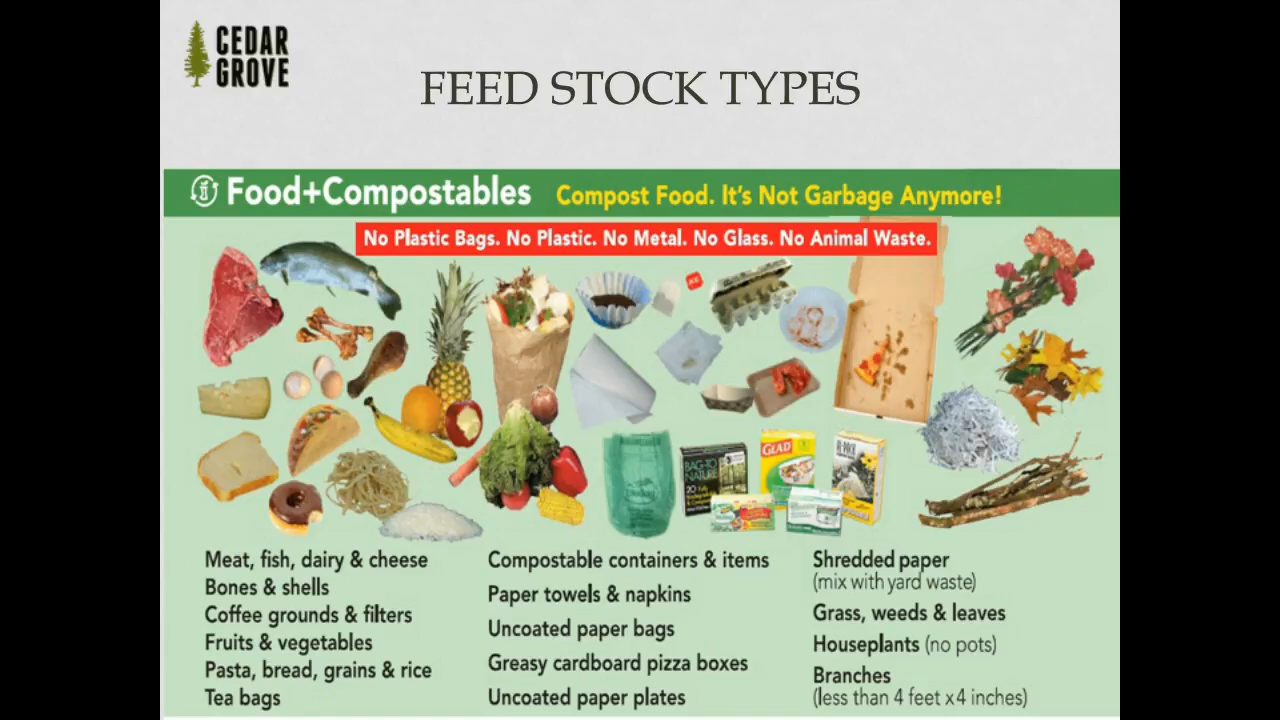 CEDAR
GROVE
FEED STOCK TYPES
Food+Compostables
Compost Food. It's Not Garbage Anymore!
No Plastic Bags. No Plastic. No Metal. No Glass. No Animal Waste.
BAG-TO
NATURE
20
GLAD
Meat, fish, dairy & cheese
Bones & shells
Coffee grounds & filters
Fruits & vegetables
Pasta, bread, grains & rice
Tea bags
Compostable containers & items
Paper towels & napkins
Uncoated paper bags
Greasy cardboard pizza boxes
Uncoated paper plates
Shredded paper
(mix with yard waste)
Grass, weeds & leaves
Houseplants (no pots)
Branches
(less than 4 feet x 4 inches)